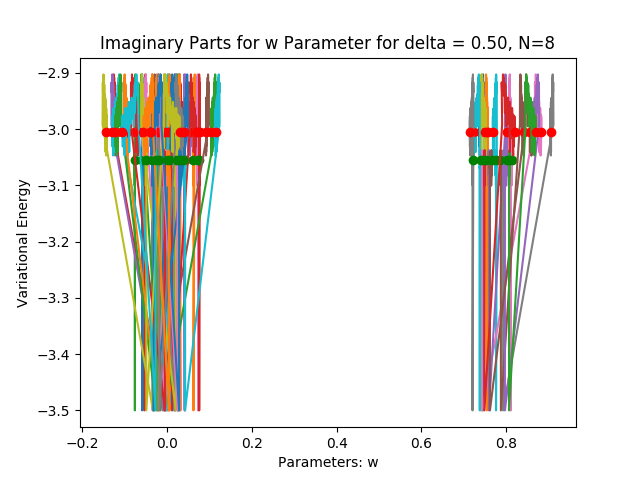 Imaginary Parts for w Parameter for delta = 0.50, N=8
−2.9
−3.0
−3.1
−3.2
−3.3
−3.4
−3.5
Variational Energy
−0.2 0.0 0.2 0.4 0.6 0.8
Parameters: w